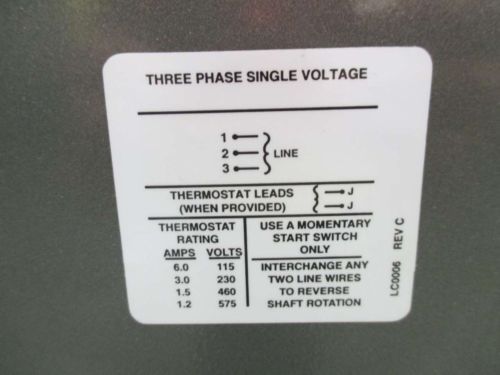 THREE PHASE SINGLE VOLTAGE
1
2 LINE
3
THERMOSTAT LEADS J
(WHEN PROVIDED) J
THERMOSTAT
RATING
AMPS VOLTS
6.0 115
3.0 230
1.5 460
1.2 575
USE A MOMENTARY
START SWITCH
ONLY
INTERCHANGE ANY
TWO LINE WIRES
TO REVERSE
SHAFT ROTATION
LC0006 REV C